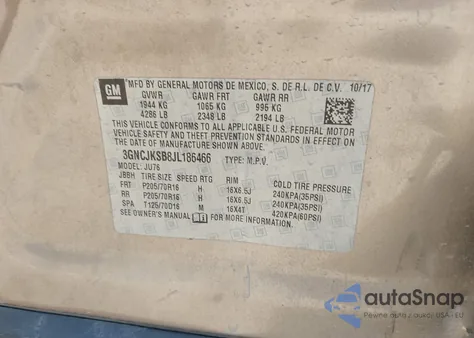 GM
MFD BY GENERAL MOTORS DE MEXICO, S. DE R.L. DE C.V. 10/17
GVWR GAWR FRT GAWR RR
1944 KG 1065 KG 995 KG
4286 LB 2348 LB 2194 LB
THIS VEHICLE CONFORMS TO ALL APPLICABLE U.S. FEDERAL MOTOR
VEHICLE SAFETY AND THEFT PREVENTION STANDARDS IN EFFECT ON
THE DATE OF MANUFACTURE SHOWN ABOVE.
3GNCJKSB8JL186466 TYPE: M.P.V.
MODEL: JU76
JBBH TIRE SIZE SPEED RTG RIM COLD TIRE PRESSURE
FRT P205/70R16 H 16X6.5J 240KPA(35PSI)
RR P205/70R16 H 16X6.5J 240KPA(35PSI)
SPA T125/70D16 M 16X4T 420KPA(60PSI)
SEE OWNER'S MANUAL FOR MORE INFORMATION.
autoSnap
Pewne auto z USA i EU